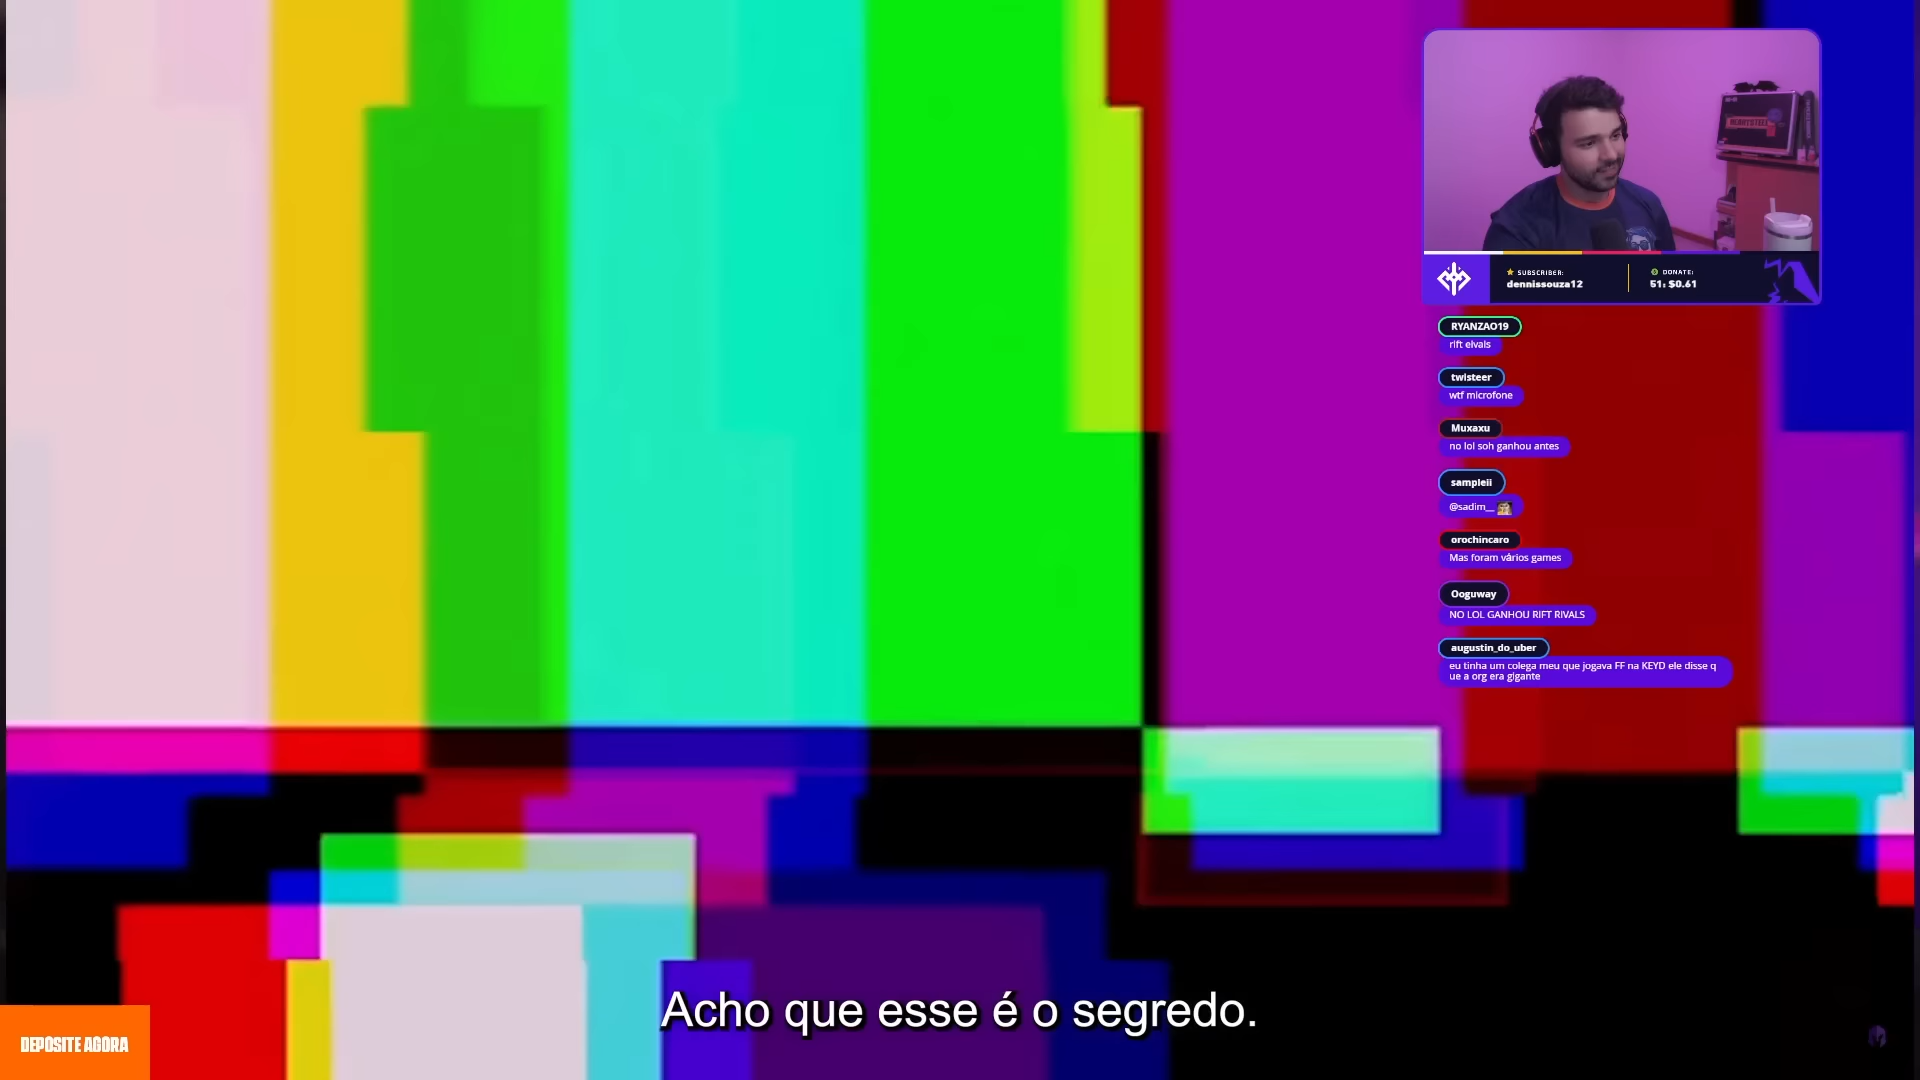 SUBSCRIBER:
dennissouza12
DONATE:
51: $0.61
RYANZAO19
rift eivals
twisteer
wtf microfone
Muxaxu
no lol soh ganhou antes
sampleii
@sadim__
orochincaro
Mas foram vários games
Ooguway
NO LOL GANHOU RIFT RIVALS
augustin_do_uber
eu tinha um colega meu que jogava FF na KEYD ele disse q
ue a org era gigante
Acho que esse é o segredo.
DEPOSITE AGORA